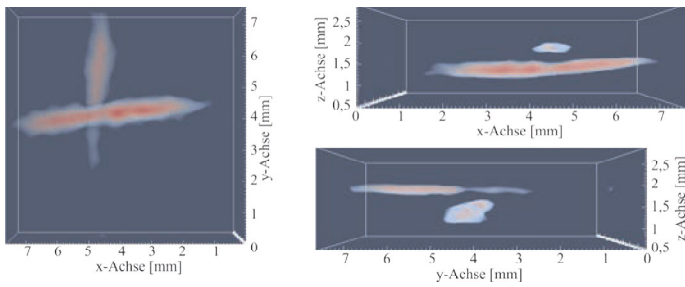 7
6
5
4
3
2
1
0
y-Achse [mm]
7 6 5 4 3 2 1
x-Achse [mm]
2,5
2
1,5
1
0,5
z-Achse [mm]
0 1 2 3 4 5 6 7
x-Achse [mm]
2,5
2
1,5
1
0,5
z-Achse [mm]
7 6 5 4 3 2 1 0
y-Achse [mm]